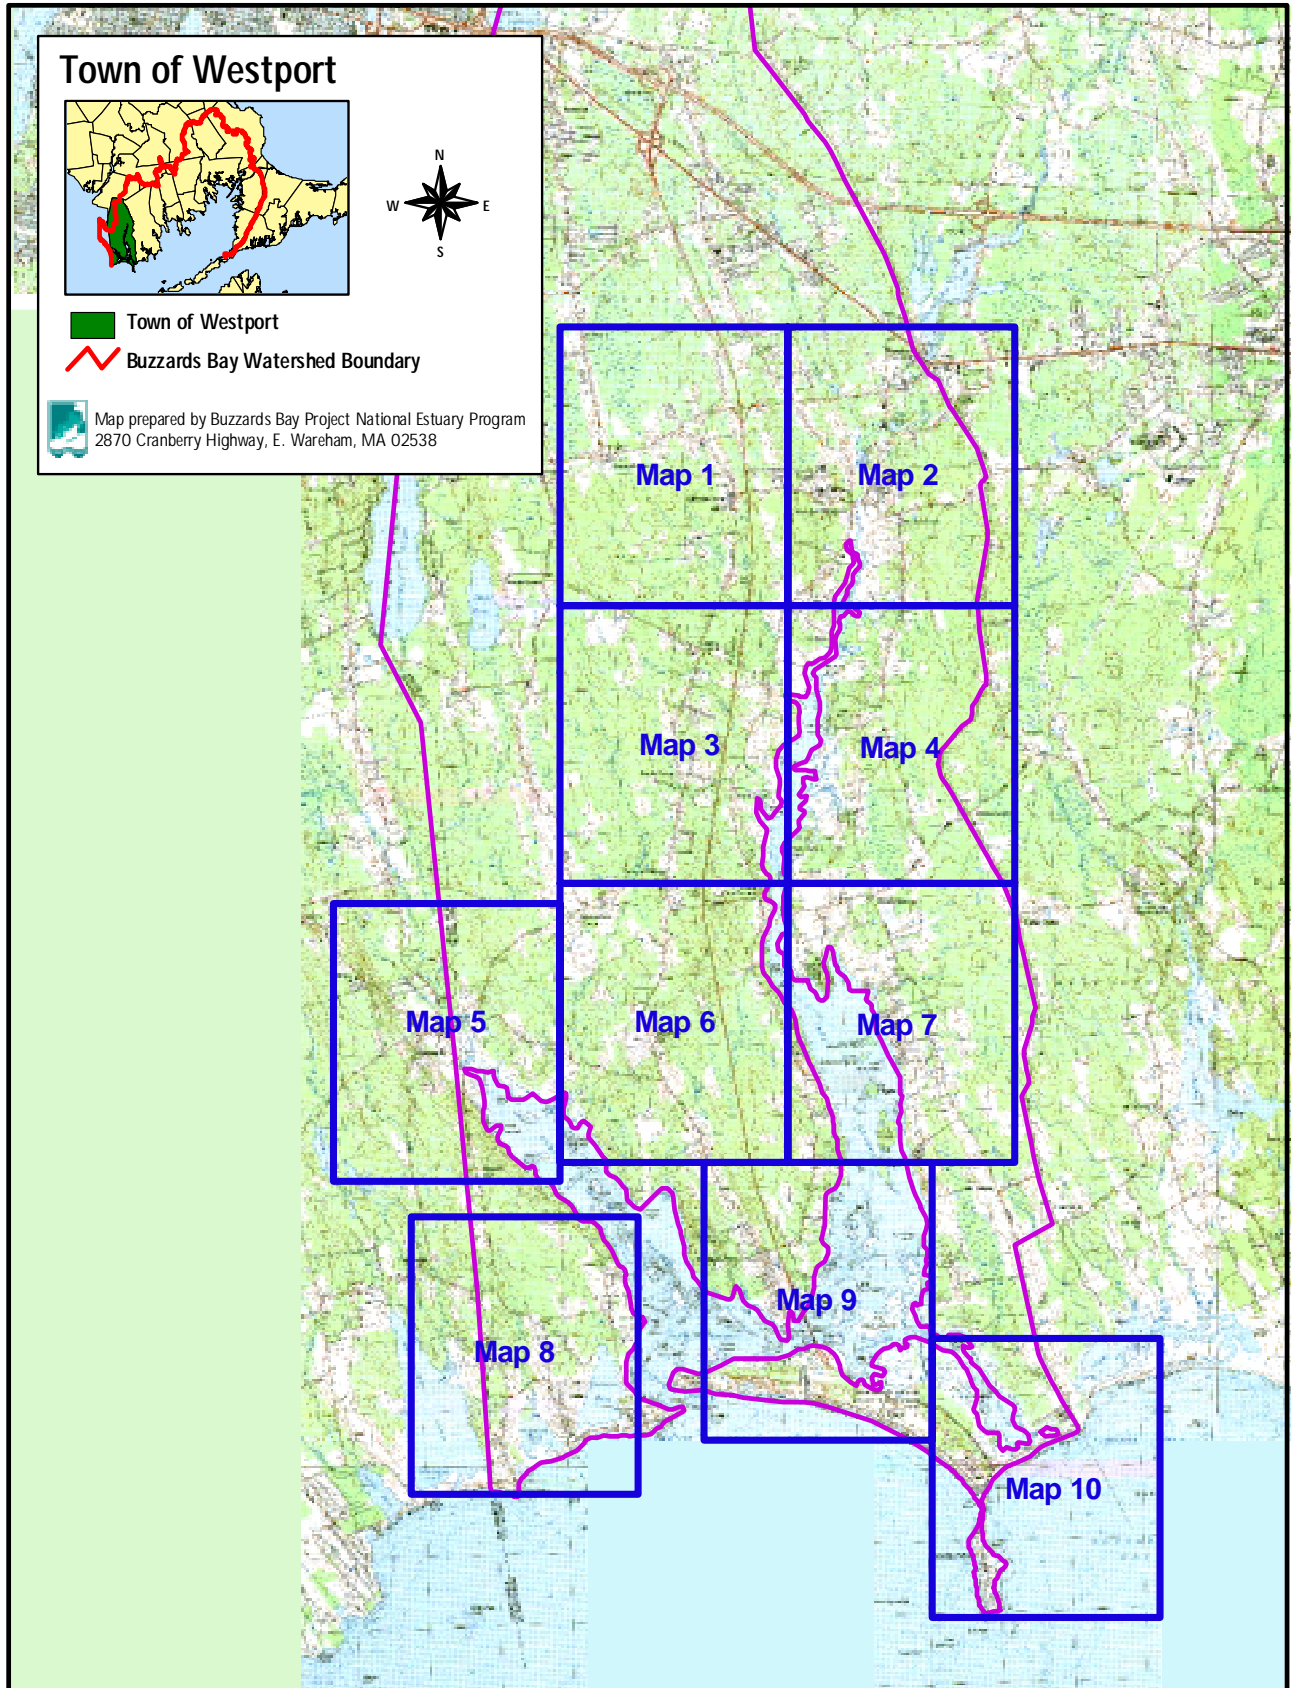 Town of Westport
N
W E
S
Town of Westport
Buzzards Bay Watershed Boundary
Map prepared by Buzzards Bay Project National Estuary Program
2870 Cranberry Highway, E. Wareham, MA 02538
Map 1
Map 2
Map 3
Map 4
Map 5
Map 6
Map 7
Map 8
Map 9
Map 10